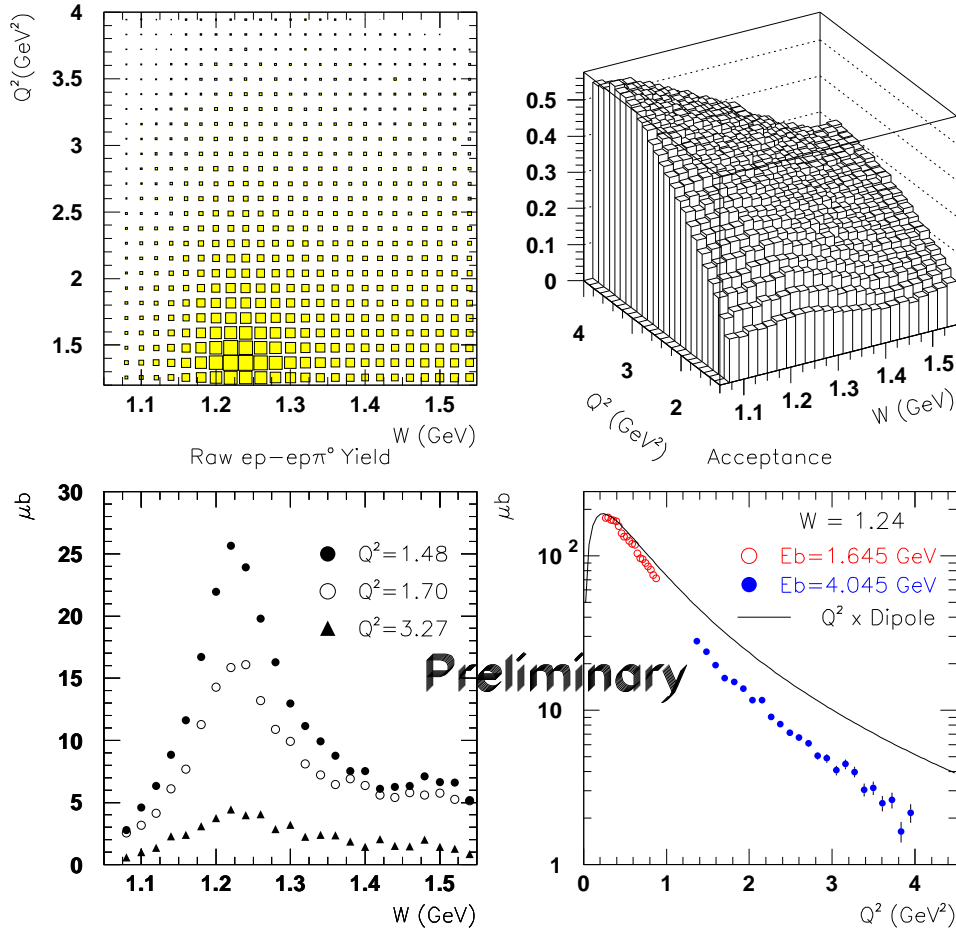 4
3.5
3
2.5
2
1.5
Q²(GeV²)
1.1
1.2
1.3
1.4
1.5
W (GeV)
Raw ep−epπ° Yield
0.5
0.4
0.3
0.2
0.1
0
4
3
2
Q² (GeV²)
1.1
1.2
1.3
1.4
1.5
W (GeV)
Acceptance
μb
30
25
20
15
10
5
0
Q²=1.48
Q²=1.70
Q²=3.27
1.1
1.2
1.3
1.4
1.5
W (GeV)
Preliminary
μb
10²
10
1
W = 1.24
Eb=1.645 GeV
Eb=4.045 GeV
Q² x Dipole
0
1
2
3
4
Q² (GeV²)